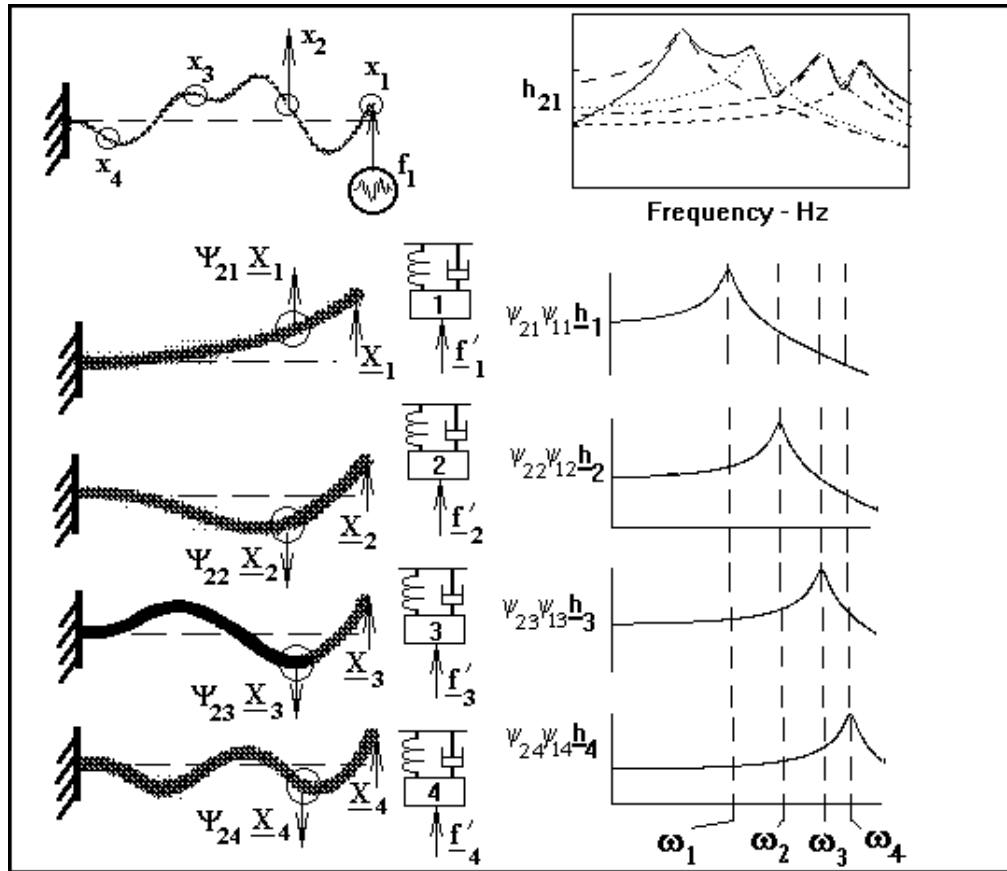 x₂
x₃
x₁
x₄
f₁
h₂₁
Frequency - Hz
Ψ₂₁ X₁
X₁
1
f′₁
ψ₂₁ψ₁₁h₁
2
f′₂
X₂
Ψ₂₂ X₂
ψ₂₂ψ₁₂h₂
3
f′₃
X₃
Ψ₂₃ X₃
ψ₂₃ψ₁₃h₃
4
f′₄
X₄
Ψ₂₄ X₄
ψ₂₄ψ₁₄h₄
ω₁ ω₂ ω₃ ω₄